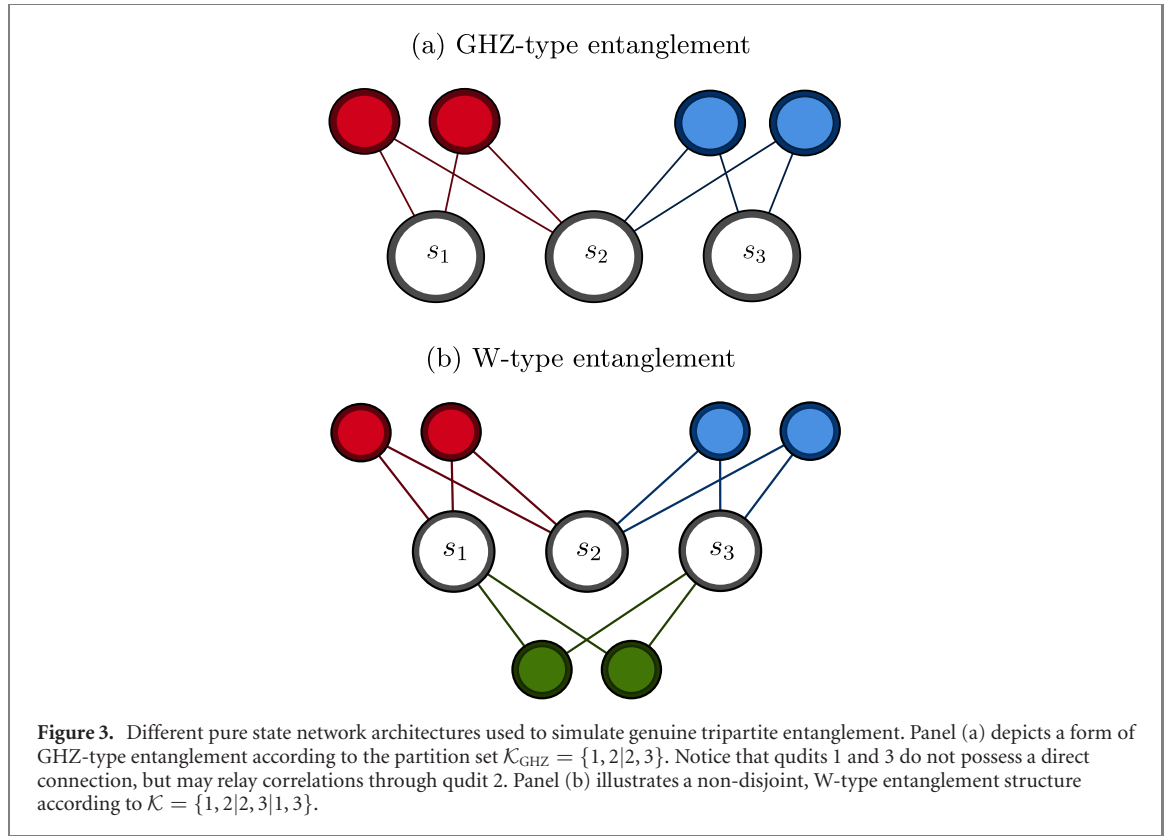 (a) GHZ-type entanglement
s₁
s₂
s₃
(b) W-type entanglement
s₁
s₂
s₃
Figure 3. Different pure state network architectures used to simulate genuine tripartite entanglement. Panel (a) depicts a form of
GHZ-type entanglement according to the partition set 𝒦_GHZ = {1, 2|2, 3}. Notice that qudits 1 and 3 do not possess a direct
connection, but may relay correlations through qudit 2. Panel (b) illustrates a non-disjoint, W-type entanglement structure
according to 𝒦 = {1, 2|2, 3|1, 3}.